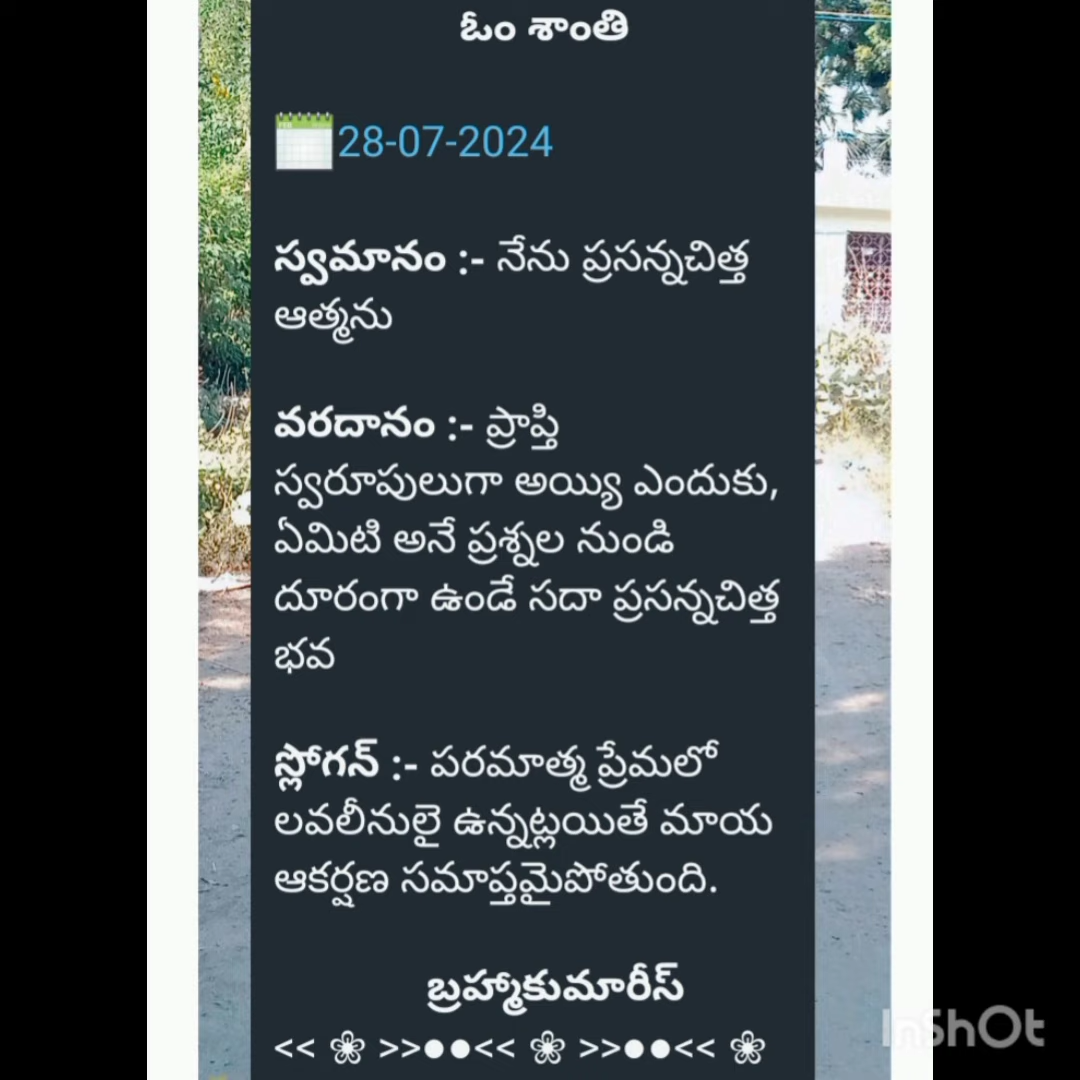 ఓం శాంతి
28-07-2024
స్వమానం :- నేను ప్రసన్నచిత్త
ఆత్మను
వరదానం :- ప్రాప్తి
స్వరూపులుగా అయ్యి ఎందుకు,
ఏమిటి అనే ప్రశ్నల నుండి
దూరంగా ఉండే సదా ప్రసన్నచిత్త
భవ
స్లోగన్ :- పరమాత్మ ప్రేమలో
లవలీనులై ఉన్నట్లయితే మాయ
ఆకర్షణ సమాప్తమైపోతుంది.
బ్రహ్మాకుమారీస్
<< ❀ >>●●<< ❀ >>●●<< ❀
InShOt